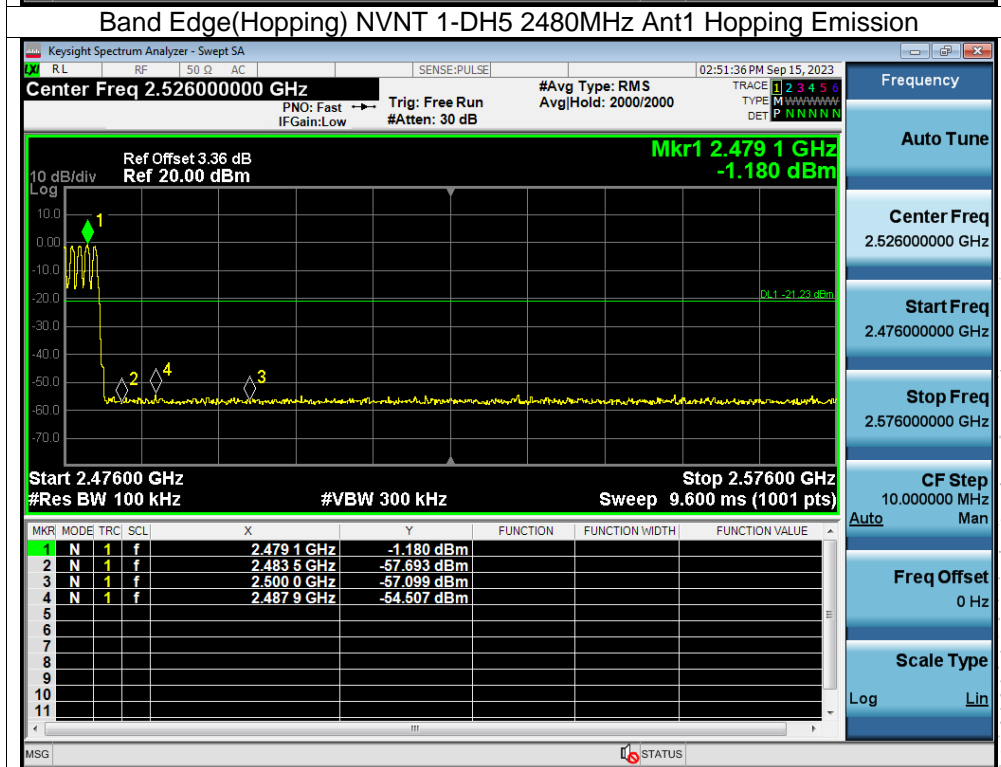 Band Edge(Hopping) NVNT 1-DH5 2480MHz Ant1 Hopping Emission
Keysight Spectrum Analyzer - Swept SA
LXI RL RF 50 Ω AC SENSE:PULSE 02:51:36 PM Sep 15, 2023
Center Freq 2.526000000 GHz #Avg Type: RMS TRACE 1 2 3 4 5 6
PNO: Fast Trig: Free Run Avg|Hold: 2000/2000 TYPE M WWWWW
IFGain:Low #Atten: 30 dB DET P N N N N N
Frequency
Auto Tune
Center Freq
2.526000000 GHz
Start Freq
2.476000000 GHz
Stop Freq
2.576000000 GHz
CF Step
10.000000 MHz
Auto Man
Freq Offset
0 Hz
Scale Type
Log Lin
Ref Offset 3.36 dB Mkr1 2.479 1 GHz
10 dB/div Ref 20.00 dBm -1.180 dBm
Log
10.0
1
0.00
-10.0
-20.0
DL1 -21.23 dBm
-30.0
-40.0
-50.0
2 4 3
-60.0
-70.0
Start 2.47600 GHz Stop 2.57600 GHz
#Res BW 100 kHz #VBW 300 kHz Sweep 9.600 ms (1001 pts)
MKR MODE TRC SCL X Y FUNCTION FUNCTION WIDTH FUNCTION VALUE
1 N 1 f 2.479 1 GHz -1.180 dBm
2 N 1 f 2.483 5 GHz -57.693 dBm
3 N 1 f 2.500 0 GHz -57.099 dBm
4 N 1 f 2.487 9 GHz -54.507 dBm
5
6
7
8
9
10
11
MSG STATUS